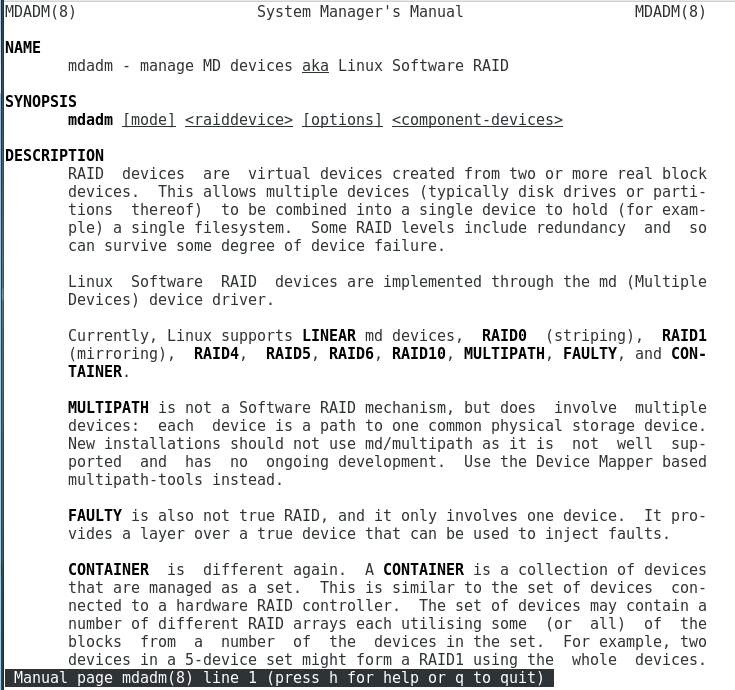 MDADM(8) System Manager's Manual MDADM(8)
NAME
mdadm - manage MD devices aka Linux Software RAID
SYNOPSIS
mdadm [mode] <raiddevice> [options] <component-devices>
DESCRIPTION
RAID devices are virtual devices created from two or more real block
devices. This allows multiple devices (typically disk drives or parti-
tions thereof) to be combined into a single device to hold (for exam-
ple) a single filesystem. Some RAID levels include redundancy and so
can survive some degree of device failure.
Linux Software RAID devices are implemented through the md (Multiple
Devices) device driver.
Currently, Linux supports LINEAR md devices, RAID0 (striping), RAID1
(mirroring), RAID4, RAID5, RAID6, RAID10, MULTIPATH, FAULTY, and CON-
TAINER.
MULTIPATH is not a Software RAID mechanism, but does involve multiple
devices: each device is a path to one common physical storage device.
New installations should not use md/multipath as it is not well sup-
ported and has no ongoing development. Use the Device Mapper based
multipath-tools instead.
FAULTY is also not true RAID, and it only involves one device. It pro-
vides a layer over a true device that can be used to inject faults.
CONTAINER is different again. A CONTAINER is a collection of devices
that are managed as a set. This is similar to the set of devices con-
nected to a hardware RAID controller. The set of devices may contain a
number of different RAID arrays each utilising some (or all) of the
blocks from a number of the devices in the set. For example, two
devices in a 5-device set might form a RAID1 using the whole devices.
Manual page mdadm(8) line 1 (press h for help or q to quit)